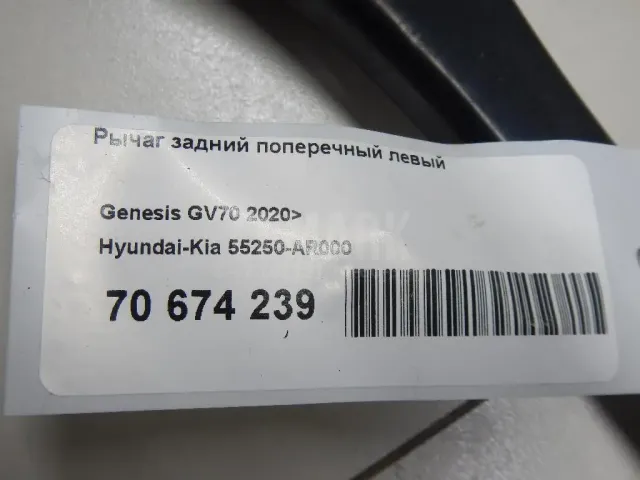 Рычаг задний поперечный левый
Genesis GV70 2020>
Hyundai-Kia 55250-AR000
70 674 239